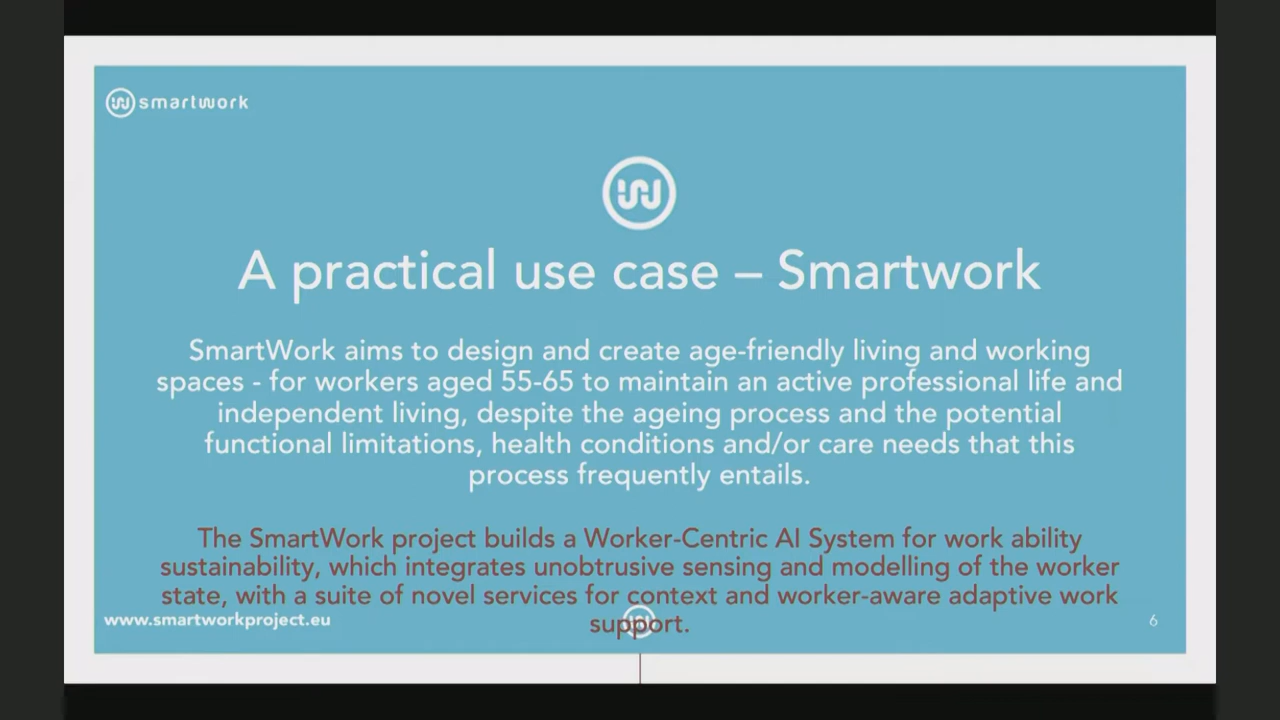 smartwork
A practical use case – Smartwork
SmartWork aims to design and create age-friendly living and working
spaces - for workers aged 55-65 to maintain an active professional life and
independent living, despite the ageing process and the potential
functional limitations, health conditions and/or care needs that this
process frequently entails.
The SmartWork project builds a Worker-Centric AI System for work ability
sustainability, which integrates unobtrusive sensing and modelling of the worker
state, with a suite of novel services for context and worker-aware adaptive work
support.
www.smartworkproject.eu
6